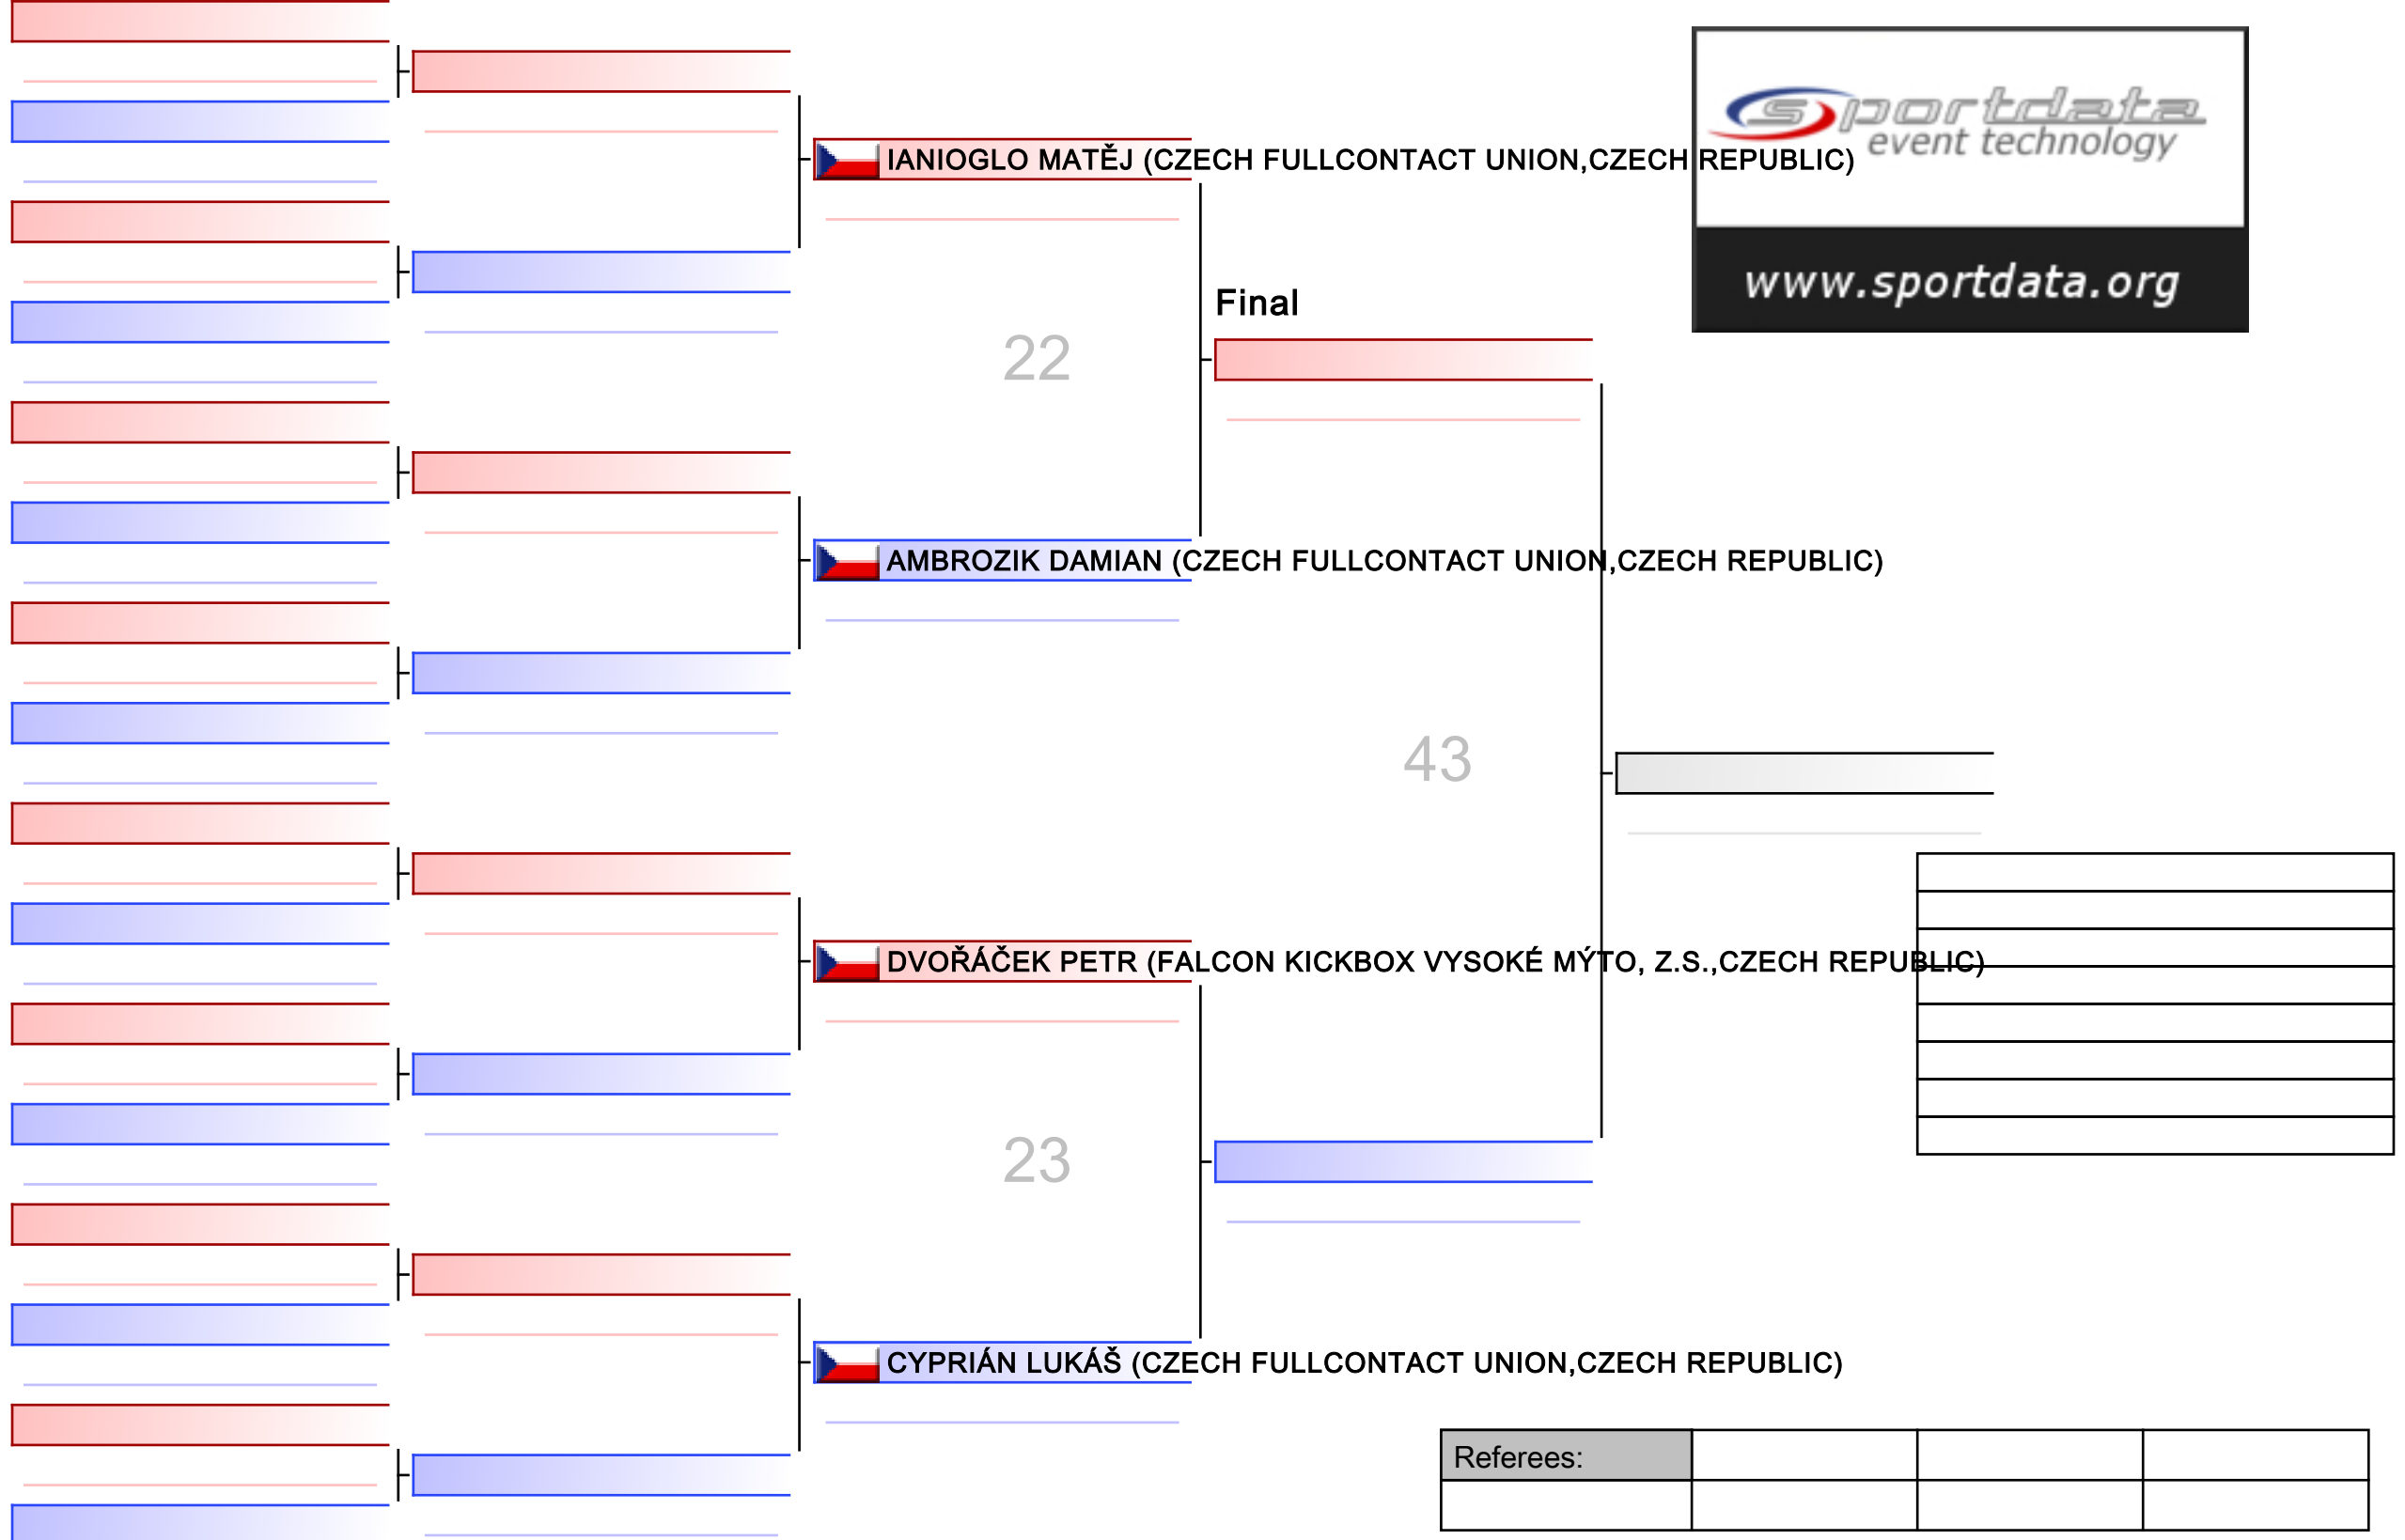 sportdata
event technology
www.sportdata.org
IANIOGLO MATĚJ (CZECH FULLCONTACT UNION,CZECH REPUBLIC)
Final
22
AMBROZIK DAMIAN (CZECH FULLCONTACT UNION,CZECH REPUBLIC)
43
DVOŘÁČEK PETR (FALCON KICKBOX VYSOKÉ MÝTO, Z.S.,CZECH REPUBLIC)
23
CYPRIÁN LUKÁŠ (CZECH FULLCONTACT UNION,CZECH REPUBLIC)
Referees: